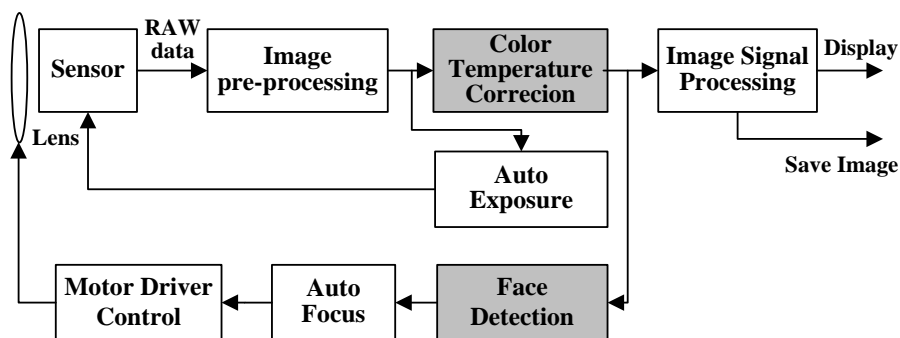 RAW
data
Sensor
Image
pre-processing
Color
Temperature
Correcion
Image Signal
Processing
Display
Save Image
Lens
Auto
Exposure
Motor Driver
Control
Auto
Focus
Face
Detection